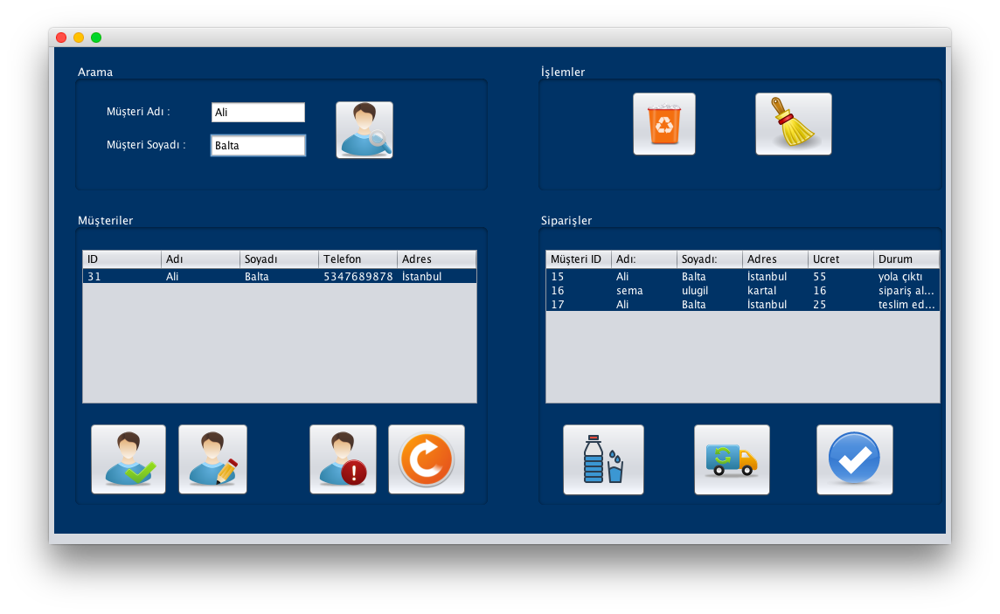 Arama
Müşteri Adı :
Ali
Müşteri Soyadı :
Balta
İşlemler
Müşteriler
ID Adı Soyadı Telefon Adres
31 Ali Balta 5347689878 İstanbul
Siparişler
Müşteri ID Adı: Soyadı: Adres Ucret Durum
15 Ali Balta İstanbul 55 yola çıktı
16 sema ulugil kartal 16 sipariş al...
17 Ali Balta İstanbul 25 teslim ed...